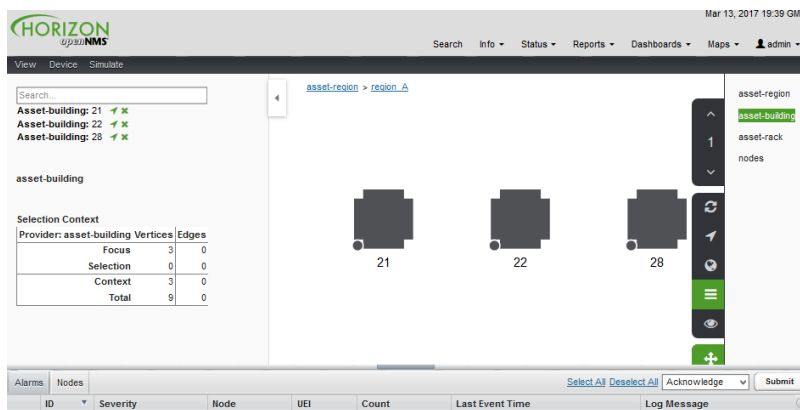 Mar 13, 2017 19:39 GM
HORIZON
openNMS
Search Info Status Reports Dashboards Maps admin
View Device Simulate
Search...
Asset-building: 21
Asset-building: 22
Asset-building: 28
asset-building
Selection Context
Provider: asset-building Vertices Edges
Focus 3 0
Selection 0 0
Context 3 0
Total 9 0
asset-region > region_A
21 22 28
1
asset-region
asset-building
asset-rack
nodes
Alarms Nodes
Select All Deselect All Acknowledge Submit
ID Severity Node UEI Count Last Event Time Log Message